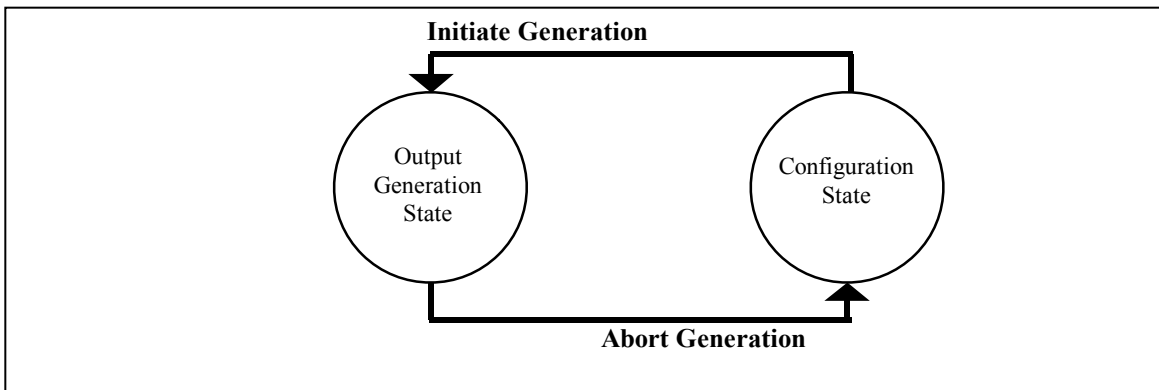 Initiate Generation
Output
Generation
State
Configuration
State
Abort Generation